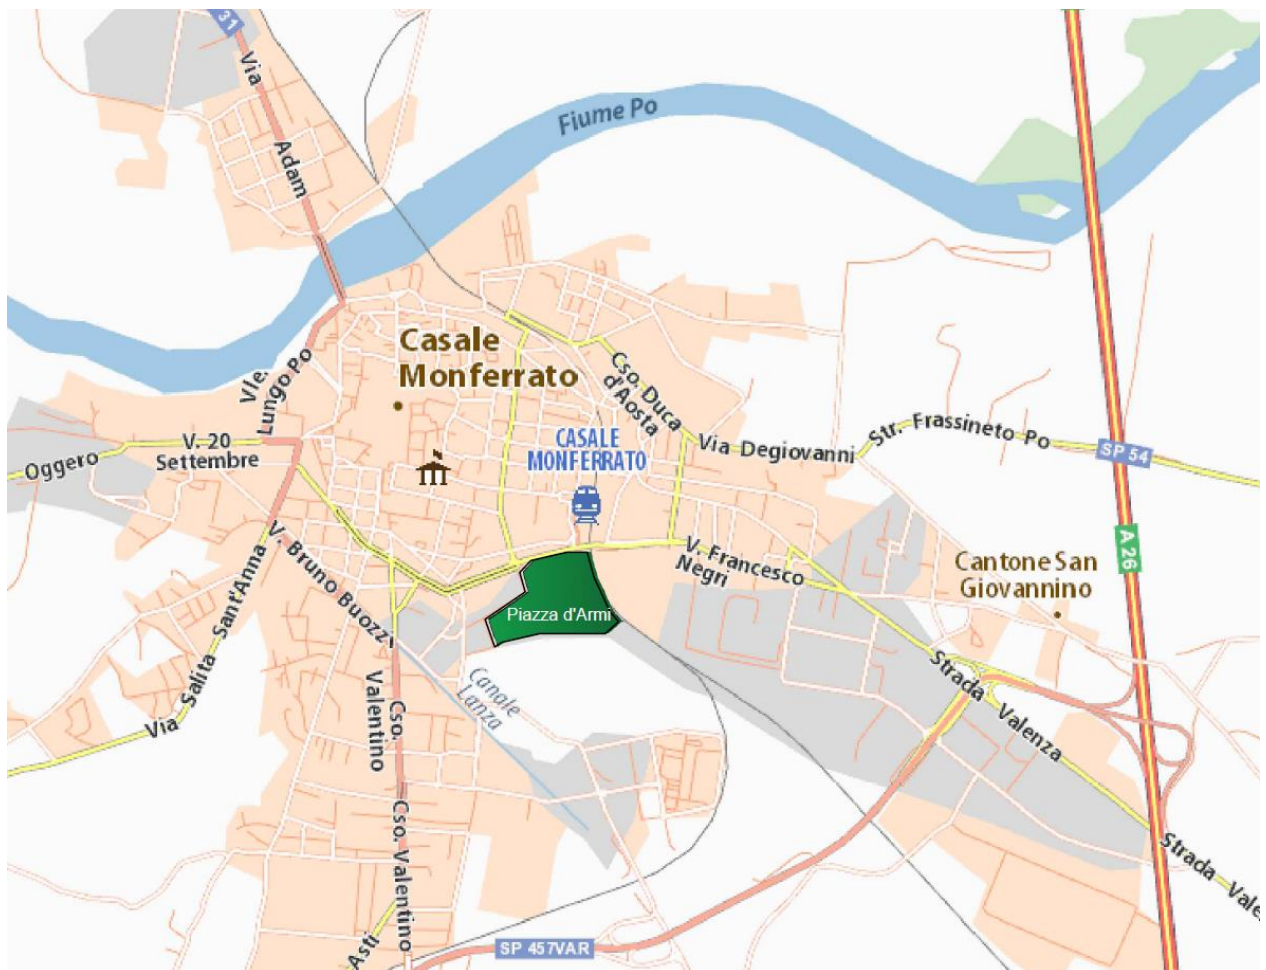 31
Via
Adam
Fiume Po
Casale
Monferrato
Vle.
Lungo Po
Cso. Duca
d'Aosta
V. 20
Settembre
Oggero
CASALE
MONFERRATO
Via Degiovanni
Str. Frassineto Po
SP 54
A 26
V. Francesco
Negri
Cantone San
Giovannino
V. Bruno Buozzi
Via Salita Sant'Anna
Piazza d'Armi
Canale
Lanza
Cso.
Valentino
Strada Valenza
Cso. Valentino
Strada Vale
Asti
SP 457VAR